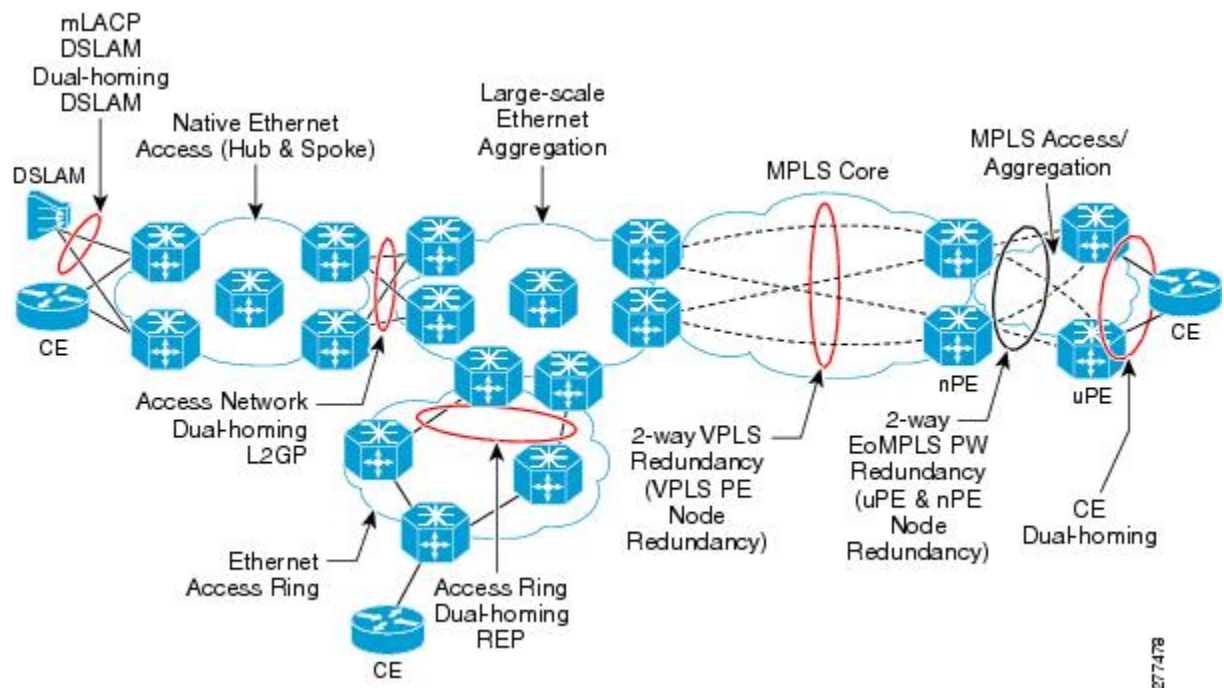 mLACP
DSLAM
Dual-homing
DSLAM
Native Ethernet
Access (Hub & Spoke)
Large-scale
Ethernet
Aggregation
MPLS Core
MPLS Access/
Aggregation
DSLAM
CE
Access Network
Dual-homing
L2GP
Ethernet
Access Ring
CE
Access Ring
Dual-homing
REP
2-way VPLS
Redundancy
(VPLS PE
Node
Redundancy)
nPE
2-way
EoMPLS PW
Redundancy
(uPE & nPE
Node
Redundancy)
uPE
CE
CE
Dual-homing
277478